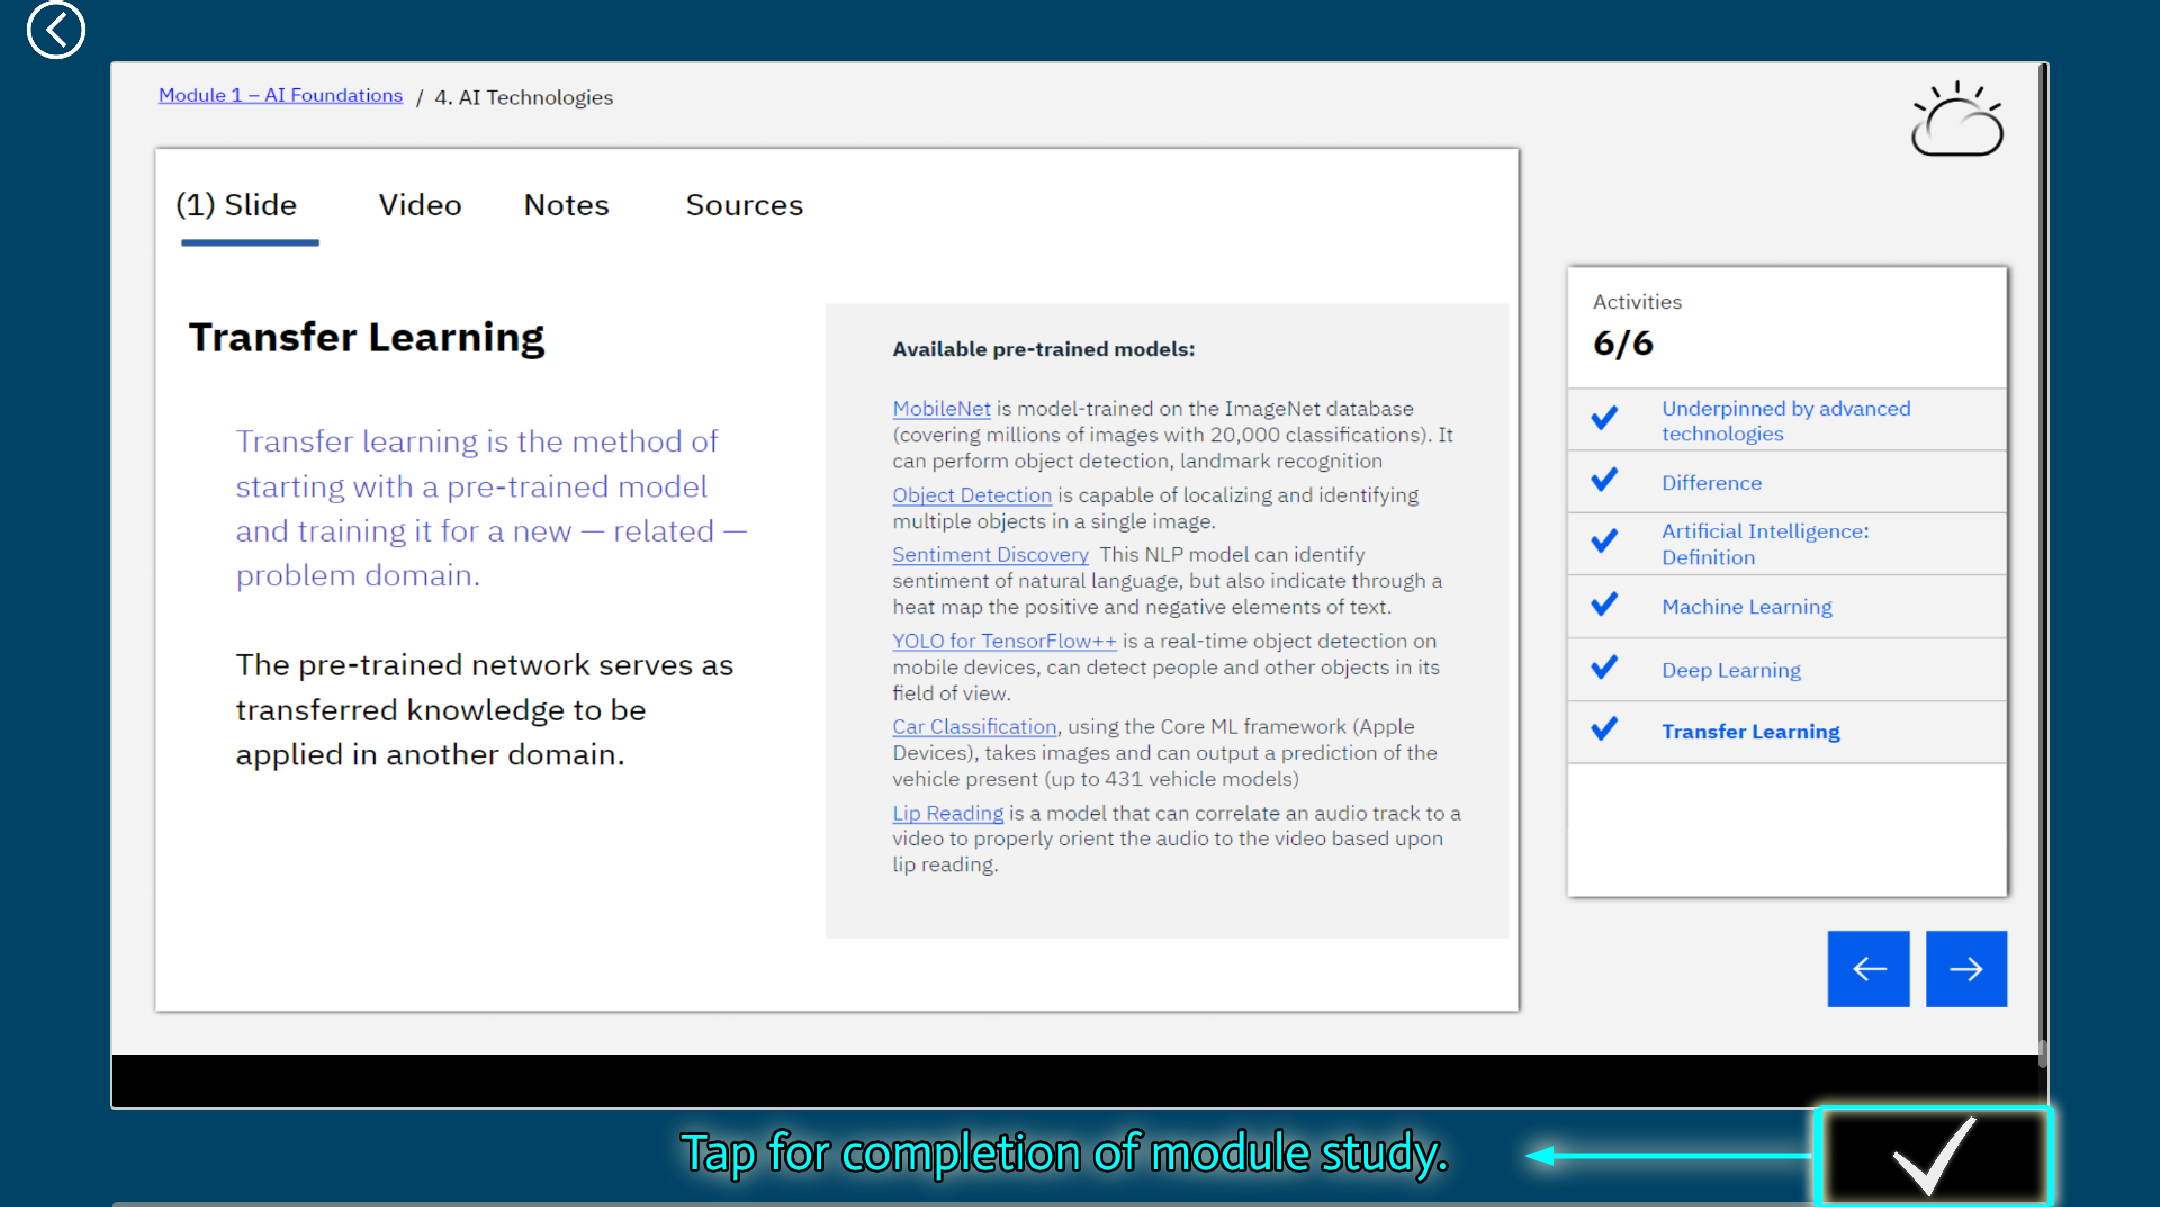 Module 1 – AI Foundations / 4. AI Technologies
(1) Slide Video Notes Sources
Transfer Learning
Transfer learning is the method of
starting with a pre-trained model
and training it for a new — related —
problem domain.
The pre-trained network serves as
transferred knowledge to be
applied in another domain.
Available pre-trained models:
MobileNet is model-trained on the ImageNet database
(covering millions of images with 20,000 classifications). It
can perform object detection, landmark recognition
Object Detection is capable of localizing and identifying
multiple objects in a single image.
Sentiment Discovery This NLP model can identify
sentiment of natural language, but also indicate through a
heat map the positive and negative elements of text.
YOLO for TensorFlow++ is a real-time object detection on
mobile devices, can detect people and other objects in its
field of view.
Car Classification, using the Core ML framework (Apple
Devices), takes images and can output a prediction of the
vehicle present (up to 431 vehicle models)
Lip Reading is a model that can correlate an audio track to a
video to properly orient the audio to the video based upon
lip reading.
Activities
6/6
Underpinned by advanced
technologies
Difference
Artificial Intelligence:
Definition
Machine Learning
Deep Learning
Transfer Learning
Tap for completion of module study.